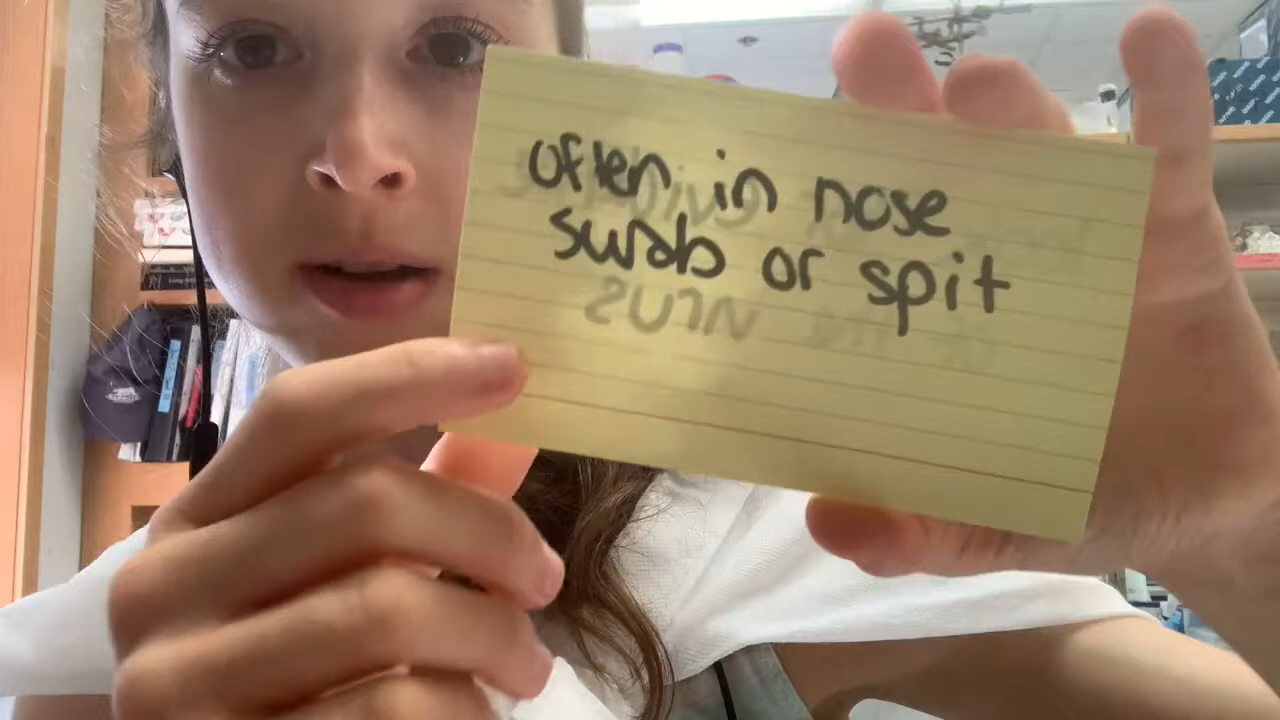 often in nose
swab or spit